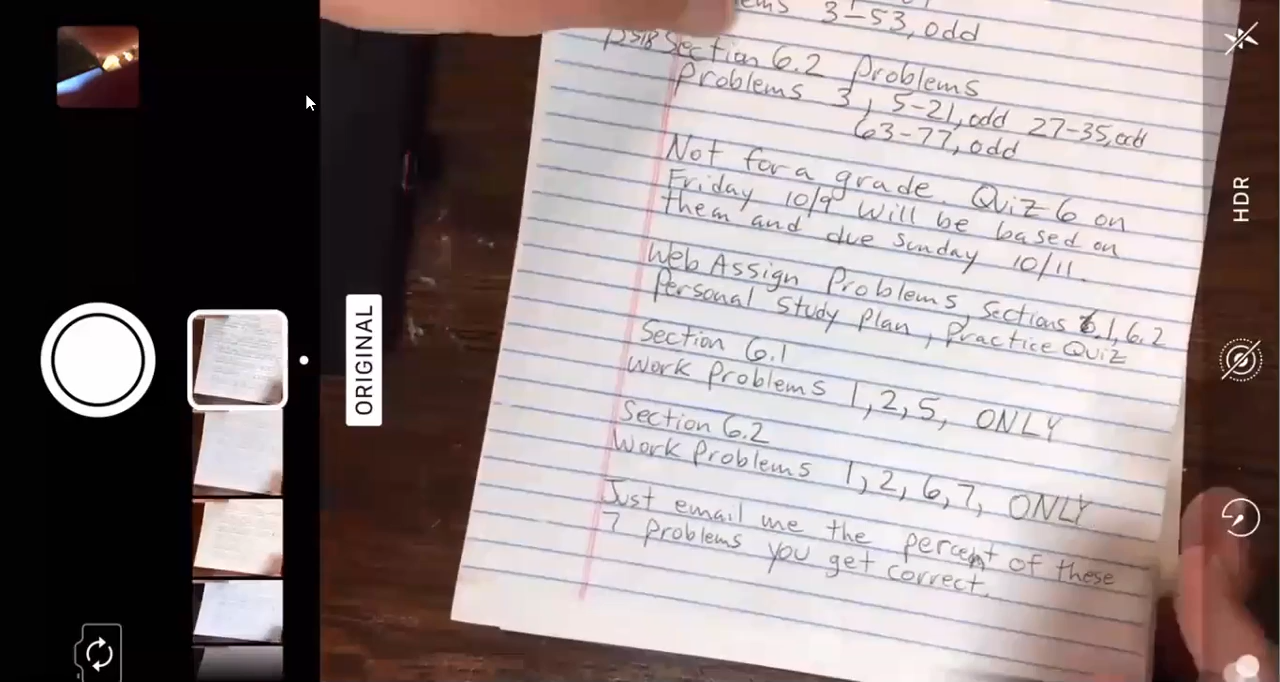 3-53, odd
Section 6.2 Problems
Problems 3, 5-21, odd 27-35, odd
63-77, odd
Not for a grade. Quiz 6 on
Friday 10/9 will be based on
them and due Sunday 10/11.
Web Assign Problems, Sections 6.1, 6.2
Personal Study Plan, Practice Quiz
Section 6.1
Work Problems 1, 2, 5, ONLY
Section 6.2
Work Problems 1, 2, 6, 7, ONLY
Just email me the percent of these
7 problems you get correct.
ORIGINAL
HDR